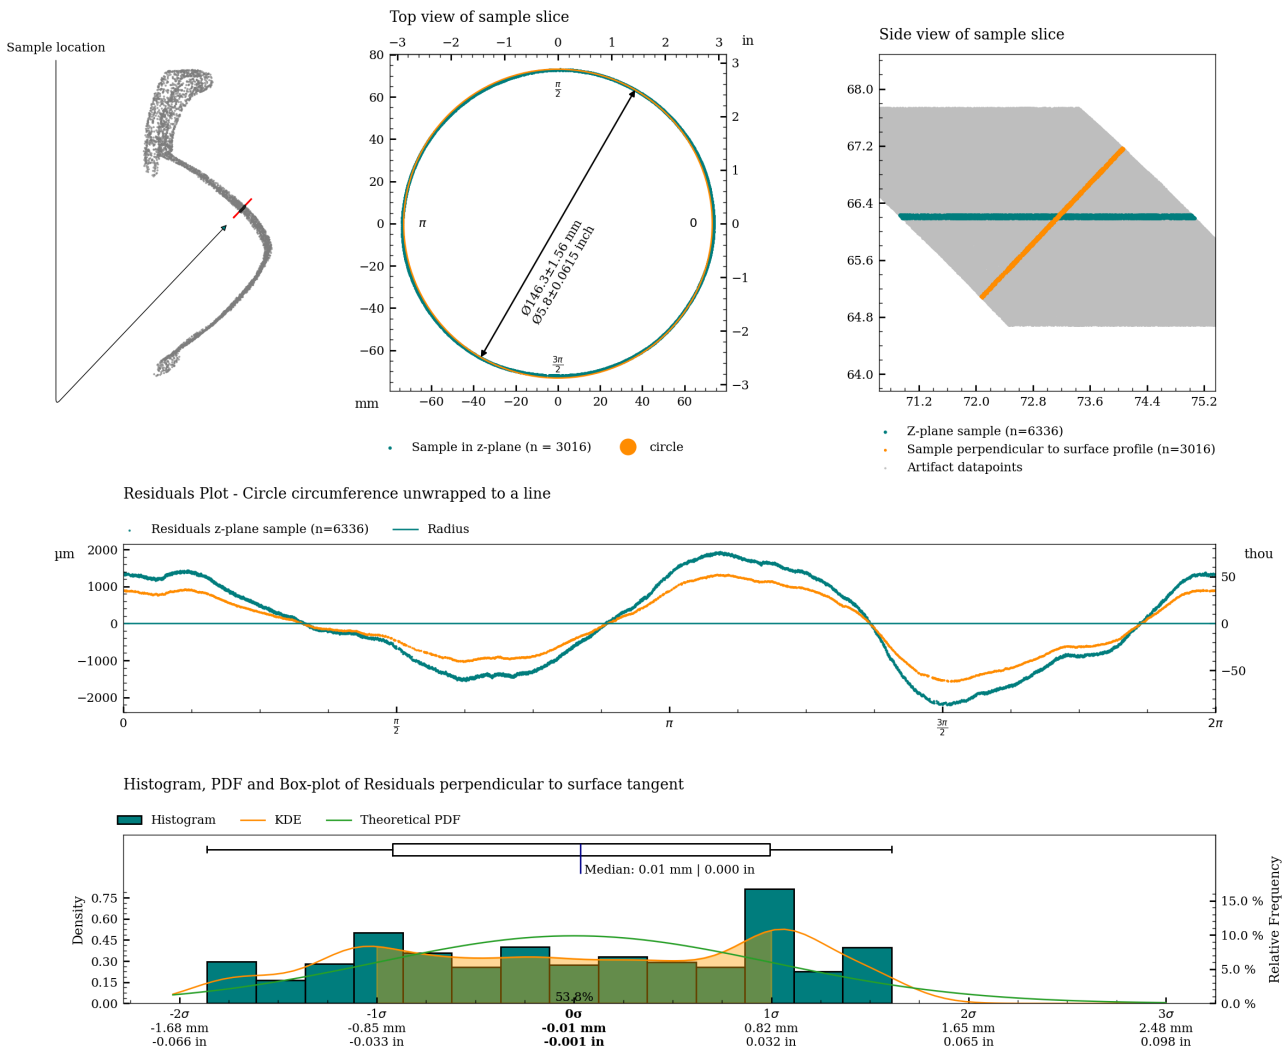 Sample location
Top view of sample slice
−3 −2 −1 0 1 2 3 in
80
60
40
20
0
−20
−40
−60
3
2
1
0
−1
−2
−3
π/2
π
0
3π/2
Ø146.3±1.56 mm
Ø5.8±0.0615 inch
mm
−60 −40 −20 0 20 40 60
Sample in z-plane (n = 3016) circle
Side view of sample slice
68.0
67.2
66.4
65.6
64.8
64.0
71.2 72.0 72.8 73.6 74.4 75.2
Z-plane sample (n=6336)
Sample perpendicular to surface profile (n=3016)
Artifact datapoints
Residuals Plot - Circle circumference unwrapped to a line
Residuals z-plane sample (n=6336) Radius
µm
2000
1000
0
−1000
−2000
thou
50
0
−50
0 π/2 π 3π/2 2π
Histogram, PDF and Box-plot of Residuals perpendicular to surface tangent
Histogram KDE Theoretical PDF
Median: 0.01 mm | 0.000 in
Density
0.75
0.60
0.45
0.30
0.15
0.00
Relative Frequency
15.0 %
10.0 %
5.0 %
0.0 %
53.8%
-2σ -1σ 0σ 1σ 2σ 3σ
-1.68 mm -0.85 mm -0.01 mm 0.82 mm 1.65 mm 2.48 mm
-0.066 in -0.033 in -0.001 in 0.032 in 0.065 in 0.098 in